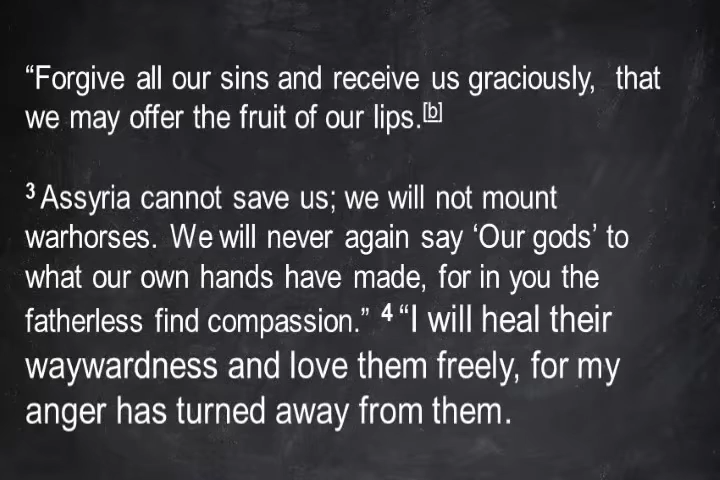 “Forgive all our sins and receive us graciously, that
we may offer the fruit of our lips.[b]
3 Assyria cannot save us; we will not mount
warhorses. We will never again say ‘Our gods’ to
what our own hands have made, for in you the
fatherless find compassion.” 4 “I will heal their
waywardness and love them freely, for my
anger has turned away from them.